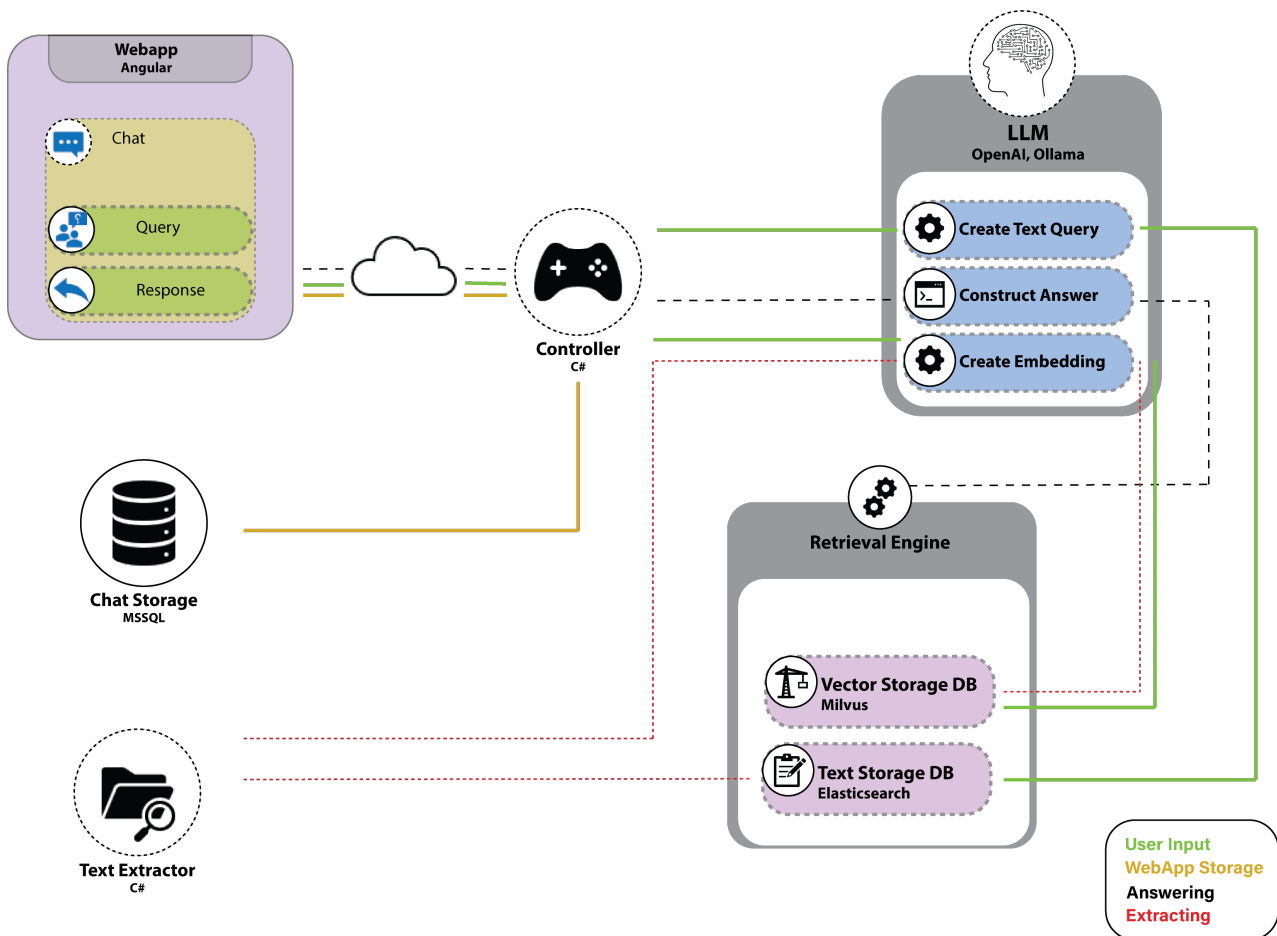 Webapp
Angular
Chat
Query
Response
Controller
C#
LLM
OpenAI, Ollama
Create Text Query
Construct Answer
Create Embedding
Chat Storage
MSSQL
Retrieval Engine
Vector Storage DB
Milvus
Text Storage DB
Elasticsearch
Text Extractor
C#
User Input
WebApp Storage
Answering
Extracting